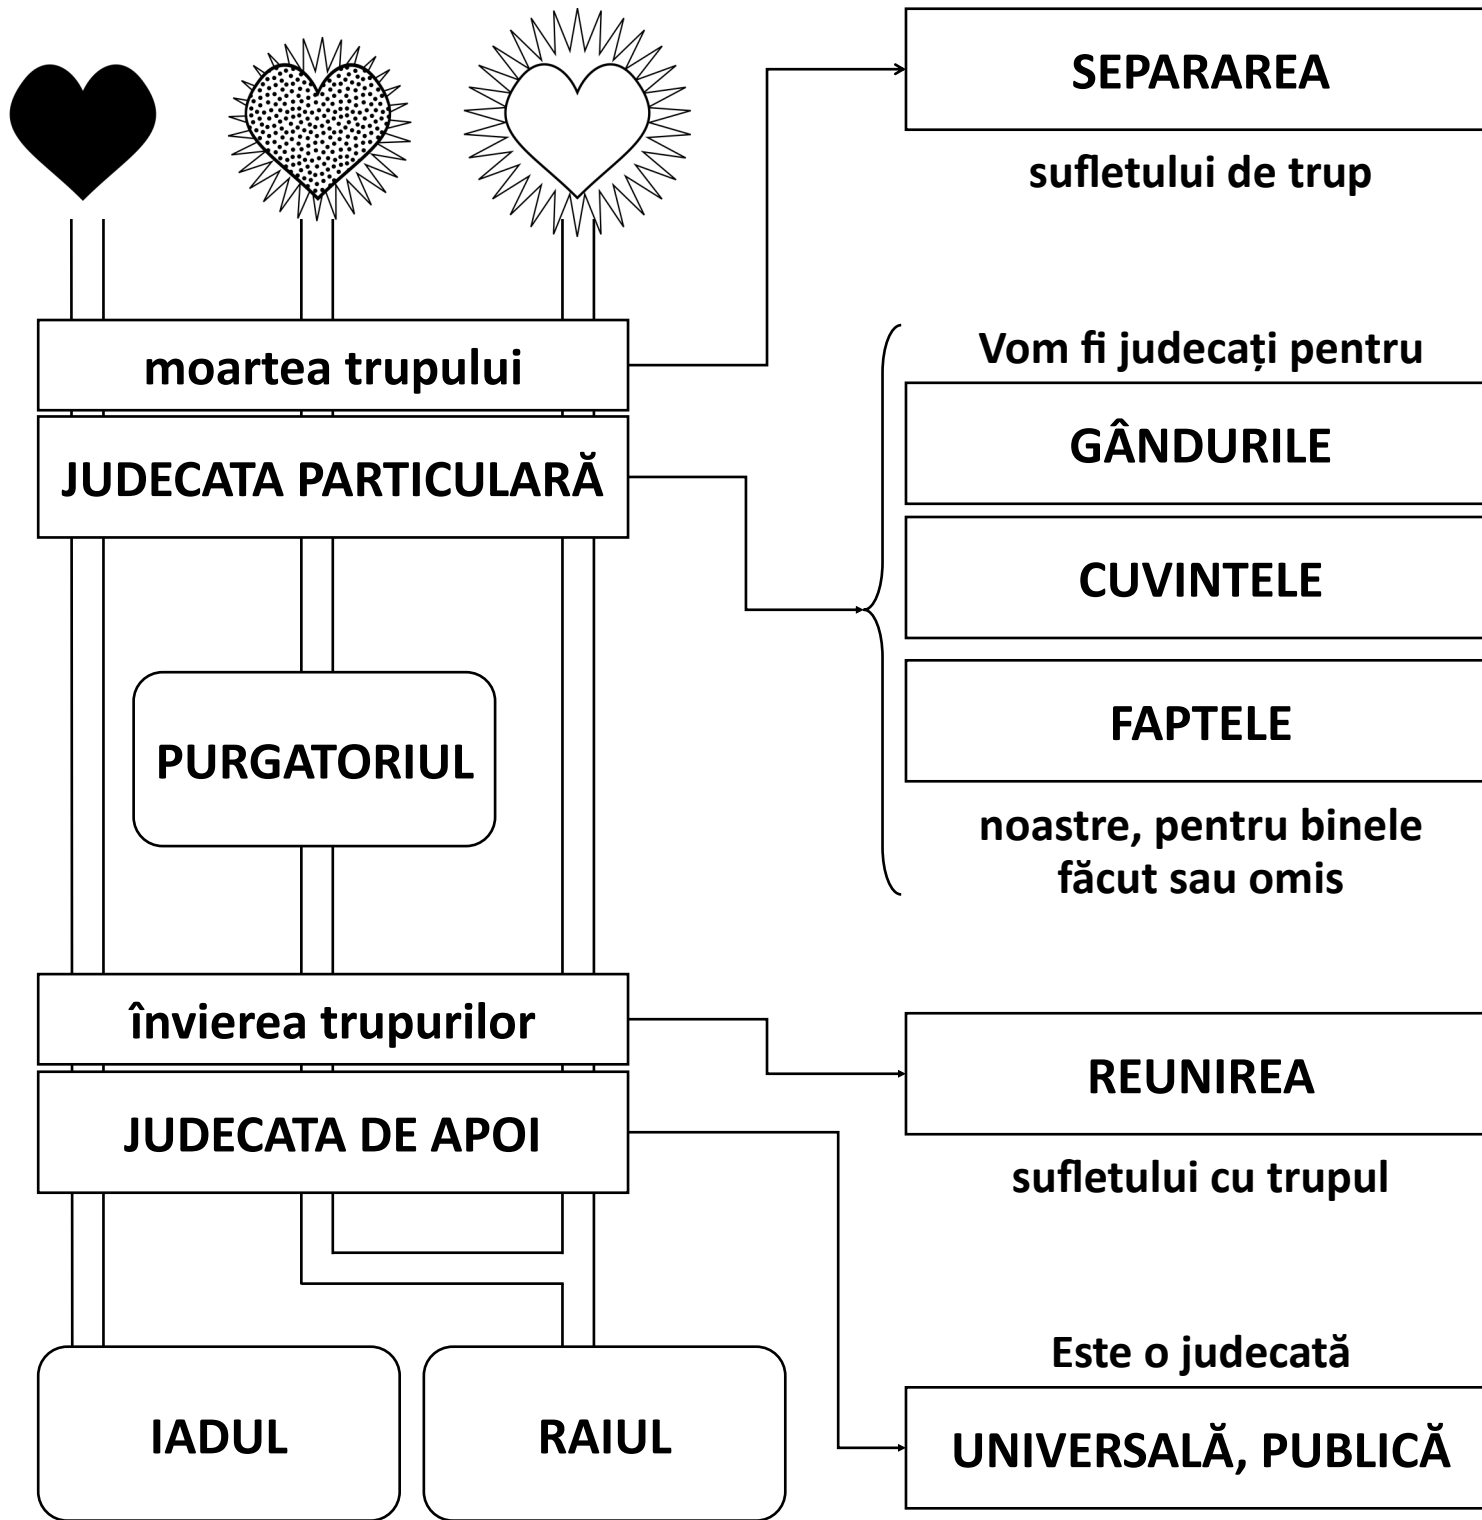 SEPARAREA
sufletului de trup
moartea trupului
JUDECATA PARTICULARĂ
Vom fi judecați pentru
GÂNDURILE
CUVINTELE
FAPTELE
noastre, pentru binele
făcut sau omis
PURGATORIUL
învierea trupurilor
JUDECATA DE APOI
REUNIREA
sufletului cu trupul
Este o judecată
UNIVERSALĂ, PUBLICĂ
IADUL
RAIUL